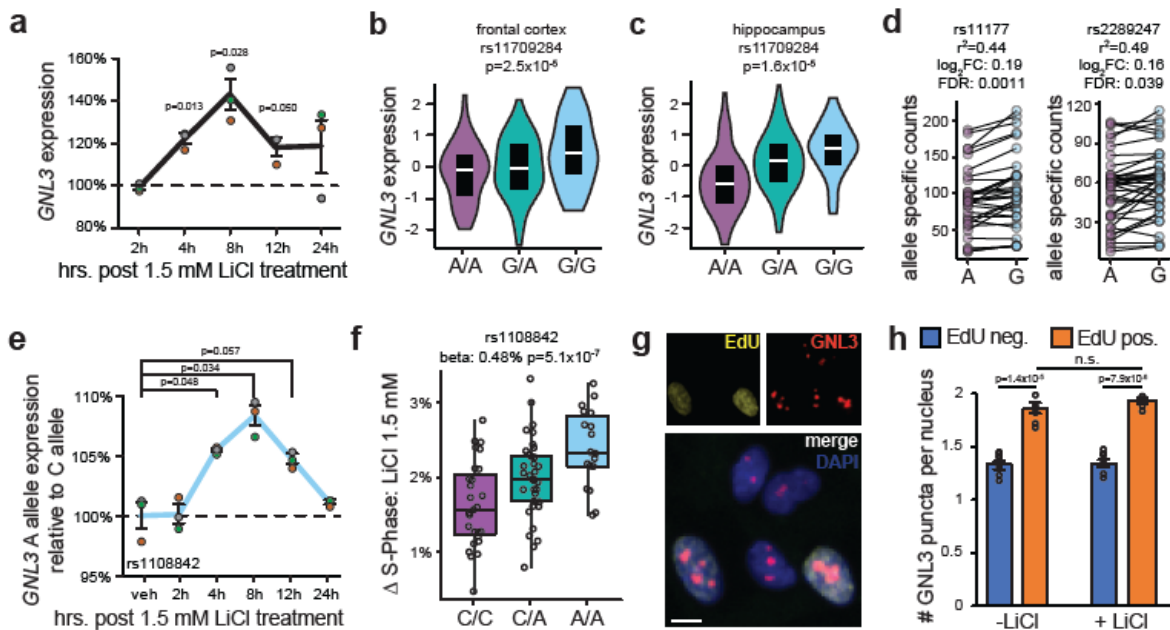 a
160%
140%
120%
100%
80%
GNL3 expression
p=0.013
p=0.028
p=0.050
2h 4h 8h 12h 24h
hrs. post 1.5 mM LiCl treatment
b
frontal cortex
rs11709284
p=2.5x10⁻⁶
GNL3 expression
2
1
0
-1
-2
A/A G/A G/G
c
hippocampus
rs11709284
p=1.6x10⁻⁶
GNL3 expression
2
1
0
-1
-2
A/A G/A G/G
d
rs11177
r²=0.44
log₂FC: 0.19
FDR: 0.0011
allele specific counts
200
150
100
50
A G
rs2289247
r²=0.49
log₂FC: 0.16
FDR: 0.039
allele specific counts
120
90
60
30
A G
e
GNL3 A allele expression
relative to C allele
110%
105%
100%
95%
p=0.057
p=0.034
p=0.048
rs1108842
veh 2h 4h 8h 12h 24h
hrs. post 1.5 mM LiCl treatment
f
rs1108842
beta: 0.48% p=5.1x10⁻⁷
Δ S-Phase: LiCl 1.5 mM
3%
2%
1%
C/C C/A A/A
g
EdU
GNL3
merge
DAPI
h
EdU neg. EdU pos.
n.s.
p=1.4x10⁻⁵
p=7.9x10⁻⁶
# GNL3 puncta per nucleus
2
1.5
1
0.5
0
-LiCl + LiCl